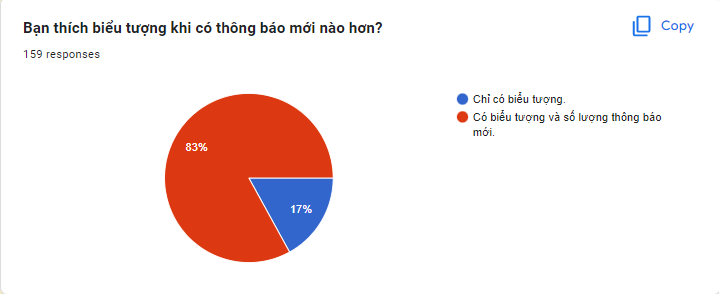 Bạn thích biểu tượng khi có thông báo mới nào hơn?
Copy
159 responses
Chỉ có biểu tượng.
Có biểu tượng và số lượng thông báo
mới.
83%
17%